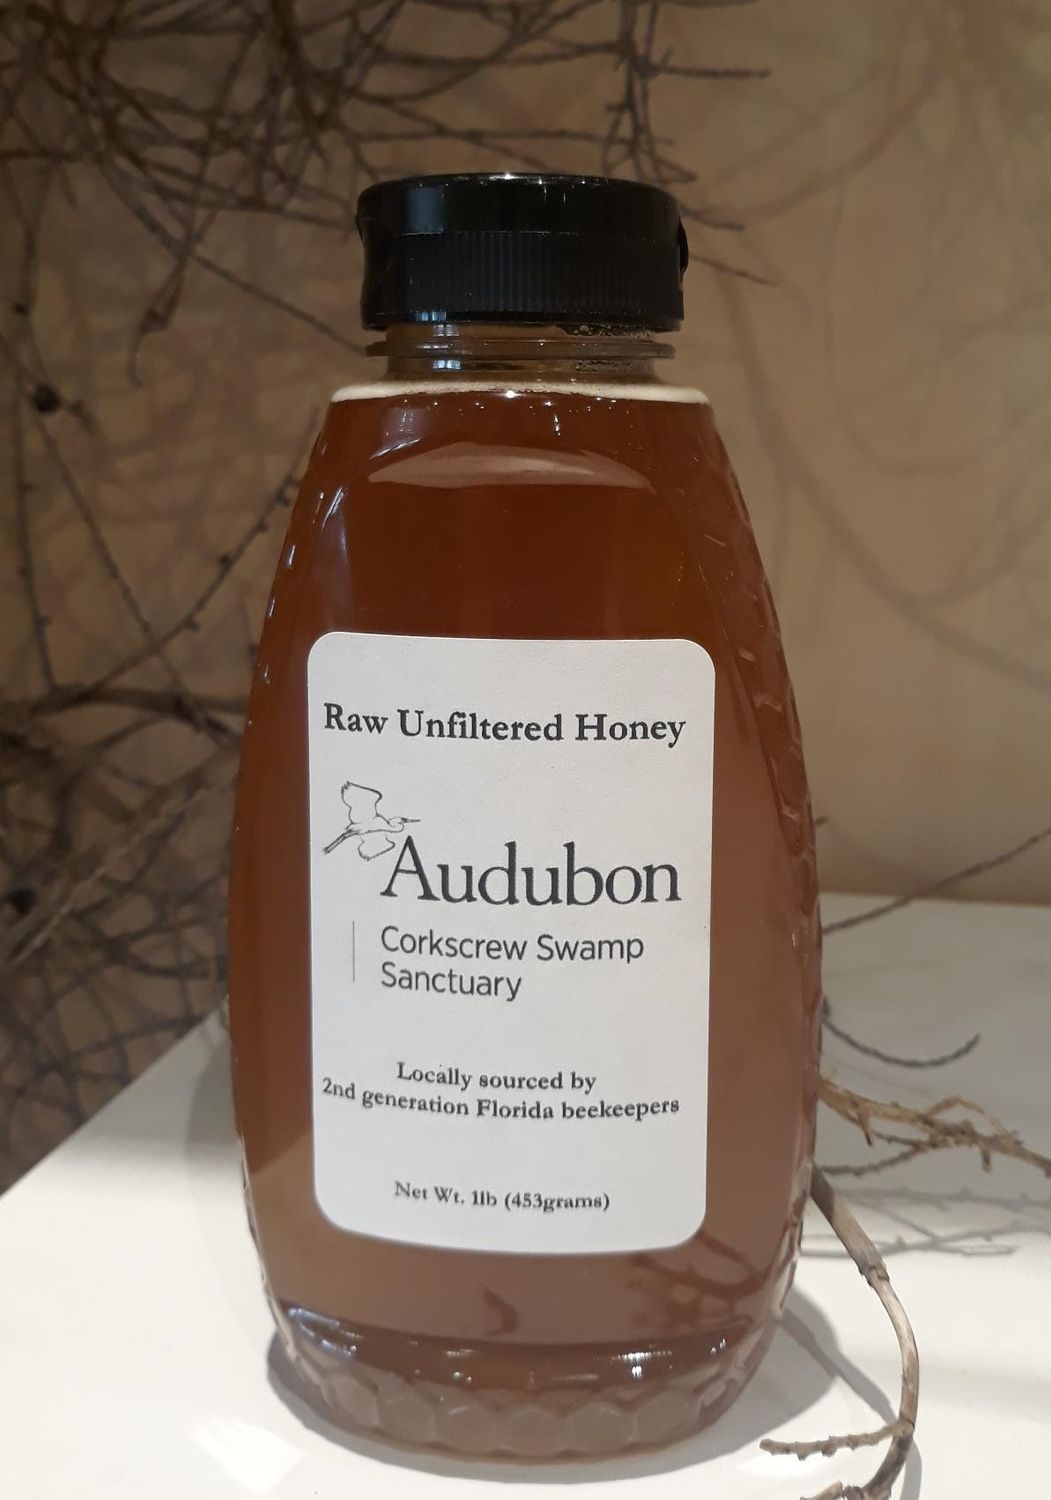 Raw Unfiltered Honey
Audubon
Corkscrew Swamp
Sanctuary
Locally sourced by
2nd generation Florida beekeepers
Net Wt. 1lb (453grams)